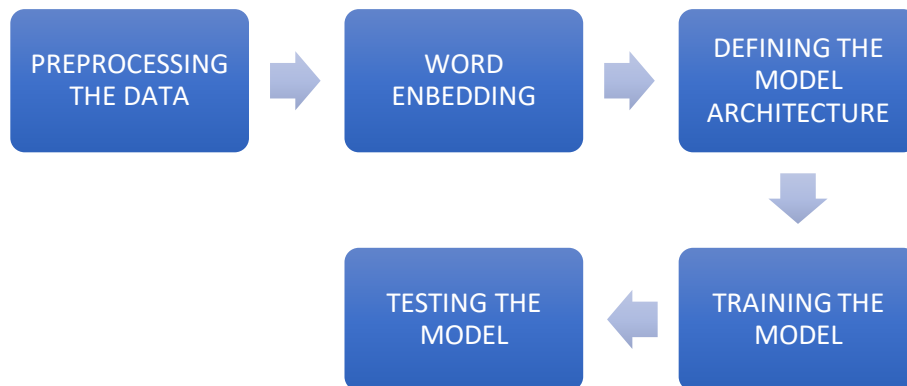 PREPROCESSING
THE DATA
WORD
ENBEDDING
DEFINING THE
MODEL
ARCHITECTURE
TESTING THE
MODEL
TRAINING THE
MODEL